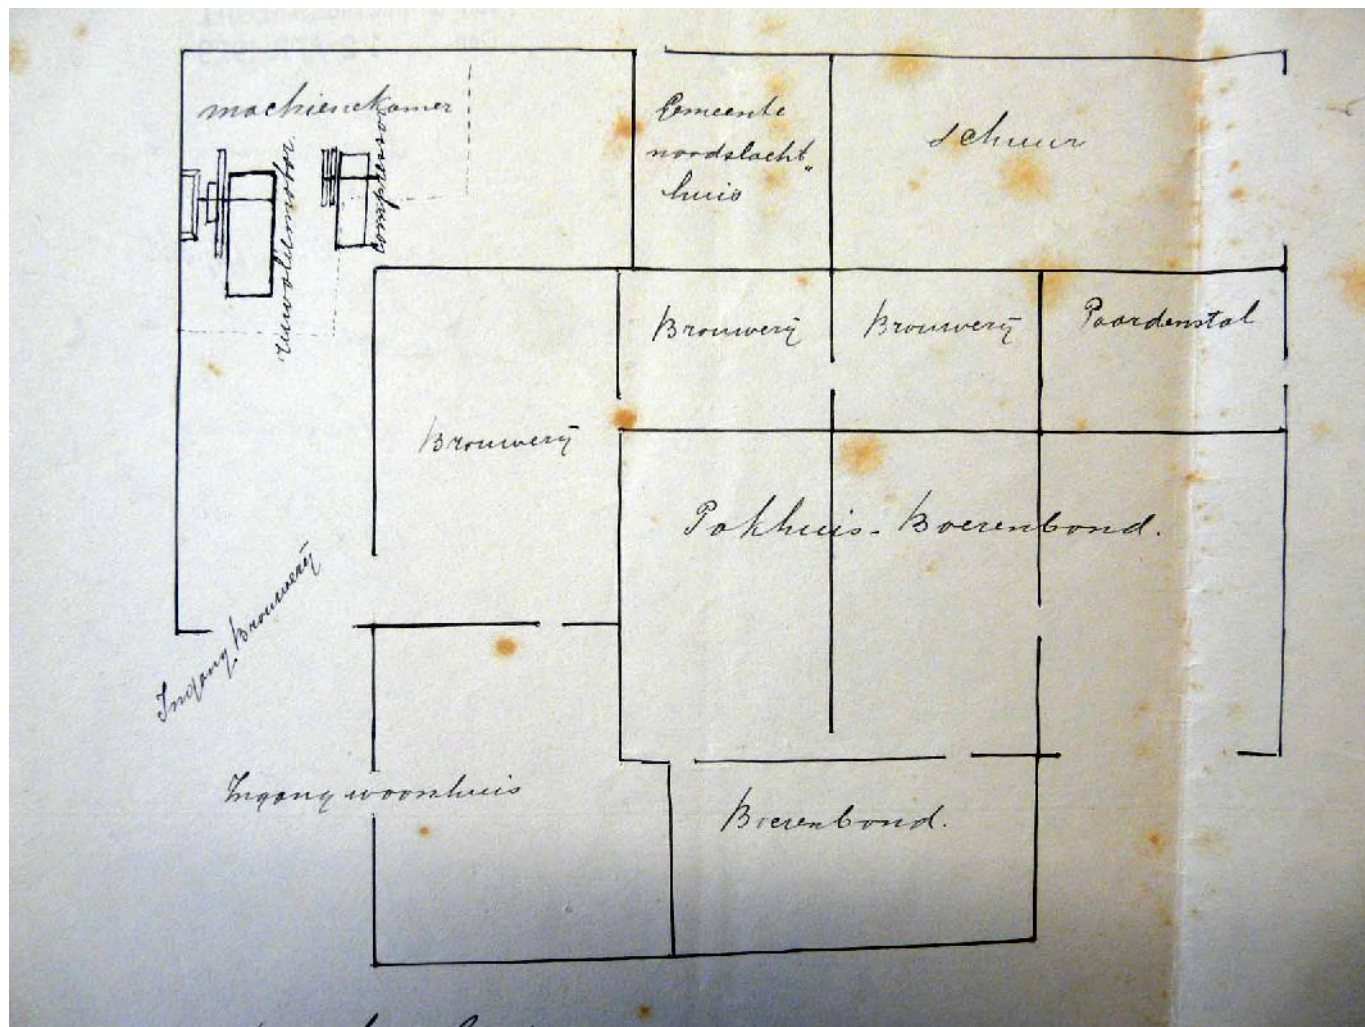 machienekamer
Gemeente
noodslacht"
huis
schuur
ruwoliemotor
compressor
Brouwerij
Brouwerij
Paardenstal
Brouwerij
Pakhuis - Boerenbond.
Ingang Brouwerij
Ingang woonhuis
Boerenbond.